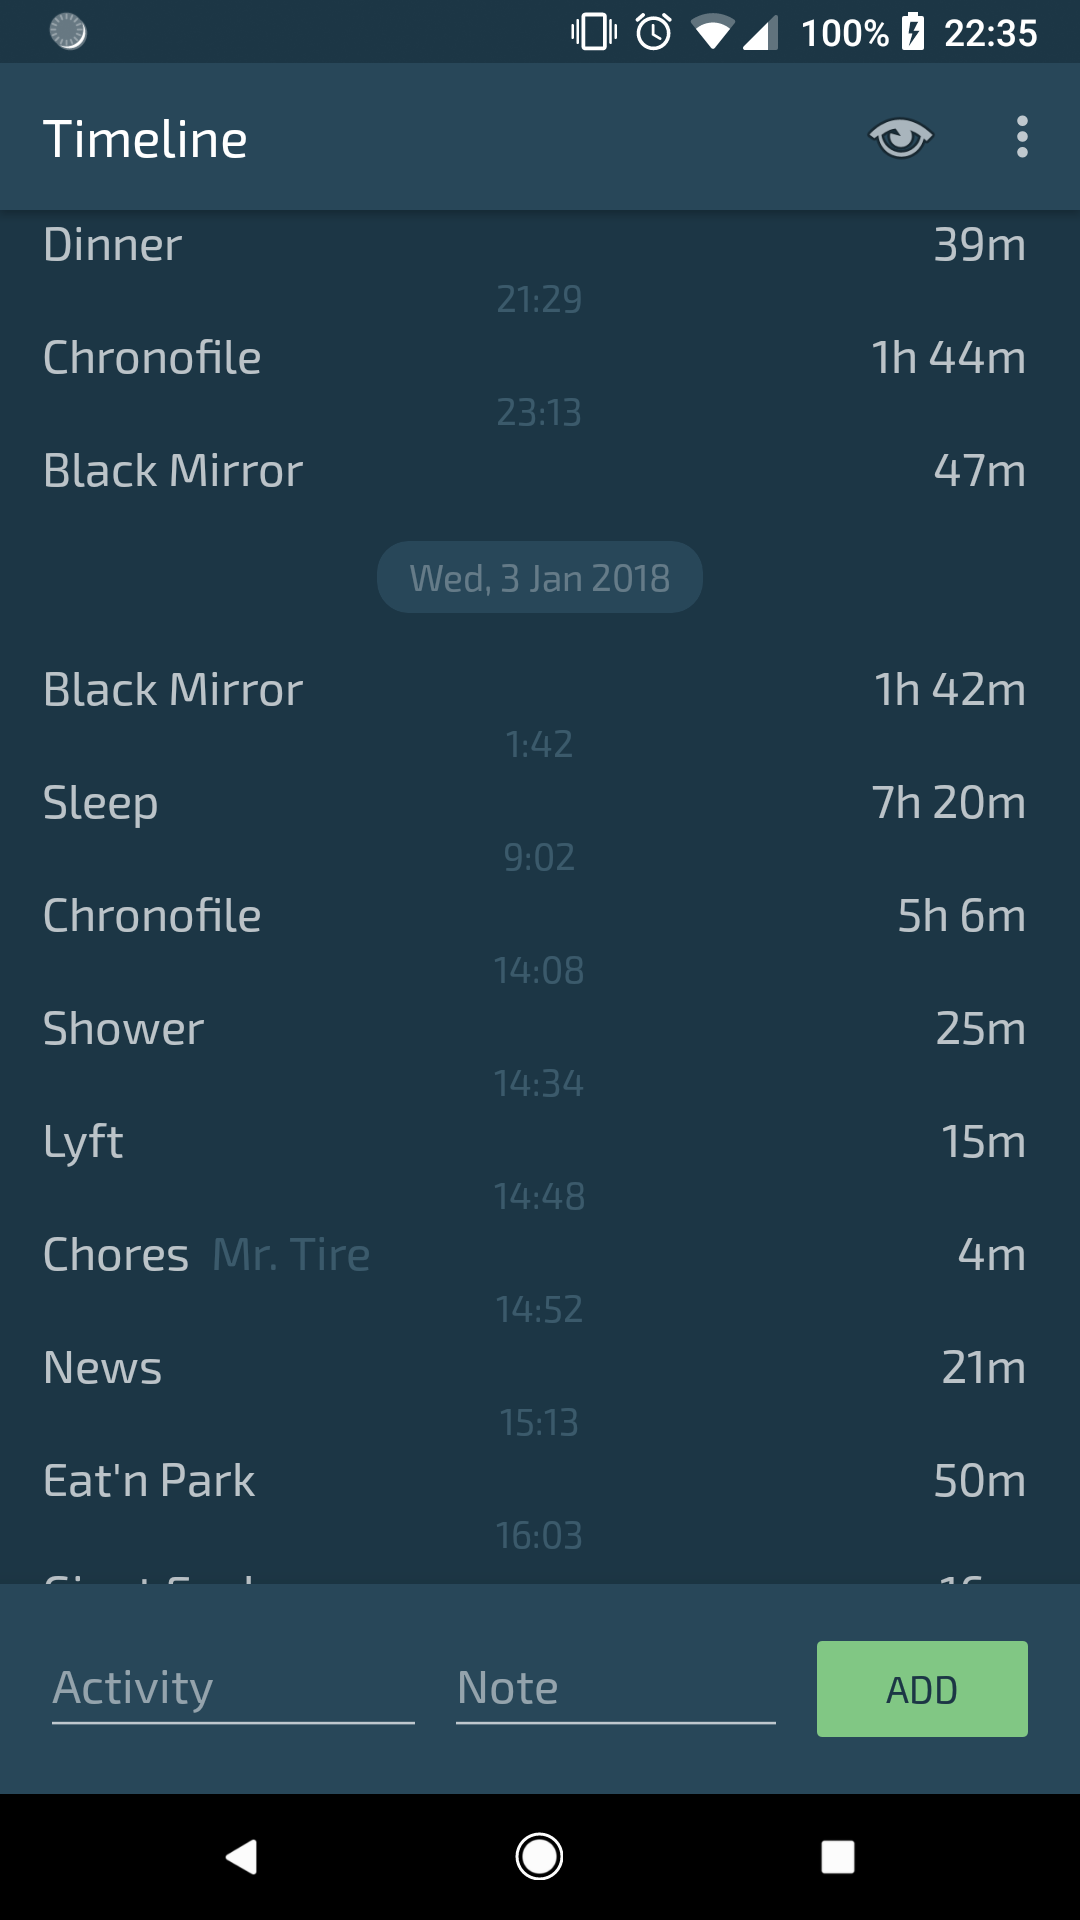 100% 22:35
Timeline
Dinner 39m
21:29
Chronofile 1h 44m
23:13
Black Mirror 47m
Wed, 3 Jan 2018
Black Mirror 1h 42m
1:42
Sleep 7h 20m
9:02
Chronofile 5h 6m
14:08
Shower 25m
14:34
Lyft 15m
14:48
Chores Mr. Tire 4m
14:52
News 21m
15:13
Eat'n Park 50m
16:03
Activity Note ADD